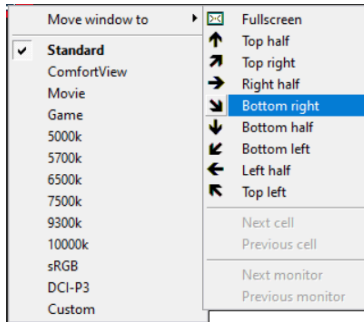 Move window to
Standard
ComfortView
Movie
Game
5000k
5700k
6500k
7500k
9300k
10000k
sRGB
DCI-P3
Custom
Fullscreen
Top half
Top right
Right half
Bottom right
Bottom half
Bottom left
Left half
Top left
Next cell
Previous cell
Next monitor
Previous monitor